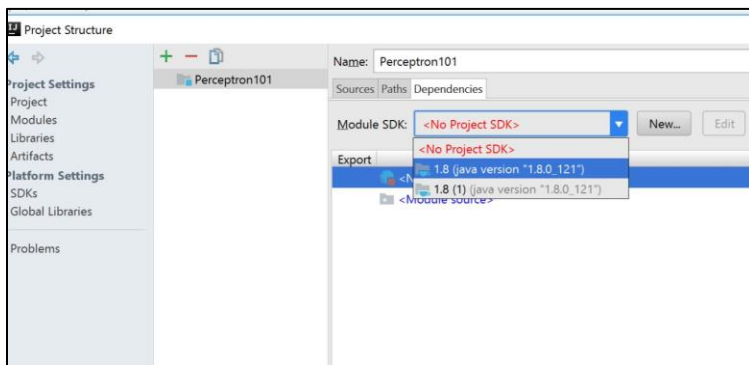 Project Structure
Project Settings
Project
Modules
Libraries
Artifacts
Platform Settings
SDKs
Global Libraries
Problems
Perceptron101
Name: Perceptron101
Sources Paths Dependencies
Module SDK: <No Project SDK> New... Edit
<No Project SDK>
1.8 (java version "1.8.0_121")
1.8 (1) (java version "1.8.0_121")
Export
<Module source>